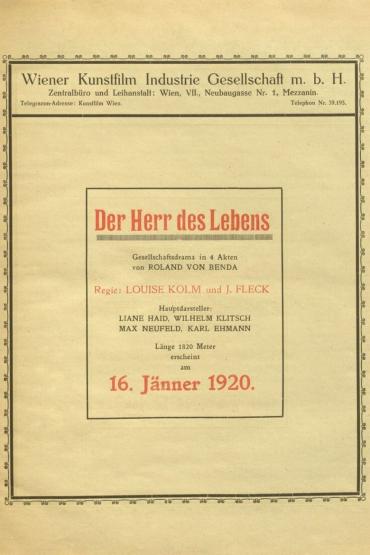 Wiener Kunstfilm Industrie Gesellschaft m. b. H.
Zentralbüro und Leihanstalt: Wien, VII., Neubaugasse Nr. 1, Mezzanin.
Telegramm-Adresse: Kunstfilm Wien. Telephon Nr. 39.195.
Der Herr des Lebens
Gesellschaftsdrama in 4 Akten
von ROLAND VON BENDA
Regie: LOUISE KOLM und J. FLECK
Hauptdarsteller:
LIANE HAID, WILHELM KLITSCH
MAX NEUFELD, KARL EHMANN
Länge 1820 Meter
erscheint
am
16. Jänner 1920.